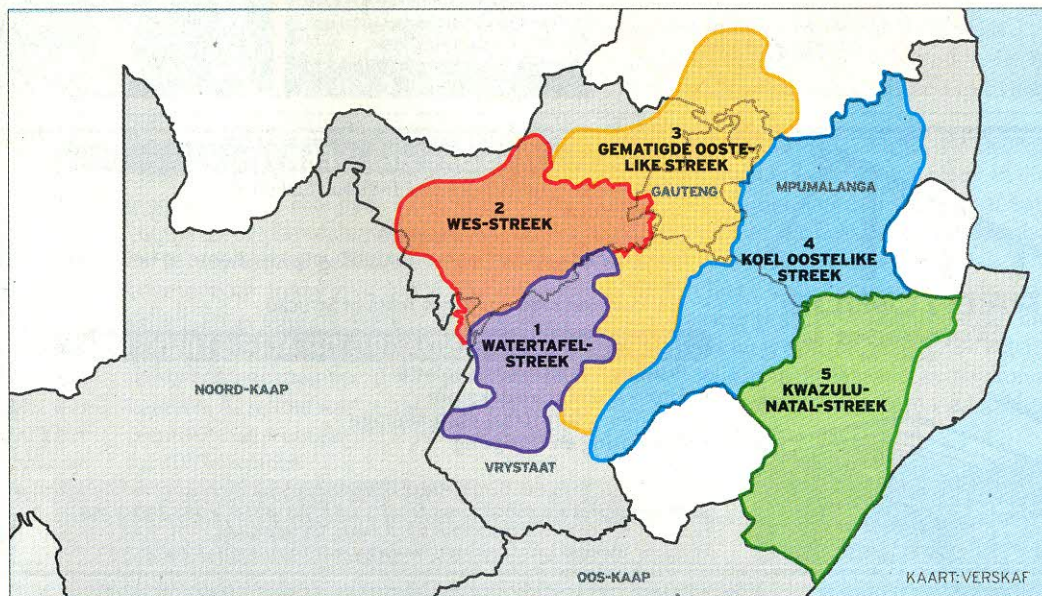 3
GEMATIGDE OOSTE-
LIKE STREEK
GAUTENG
MPUMALANGA
2
WES-STREEK
4
KOEL OOSTELIKE
STREEK
1
WATERTAFEL-
STREEK
5
KWAZULU-
NATAL-STREEK
NOORD-KAAP
VRYSTAAT
OOS-KAAP
KAART: VERSKAF